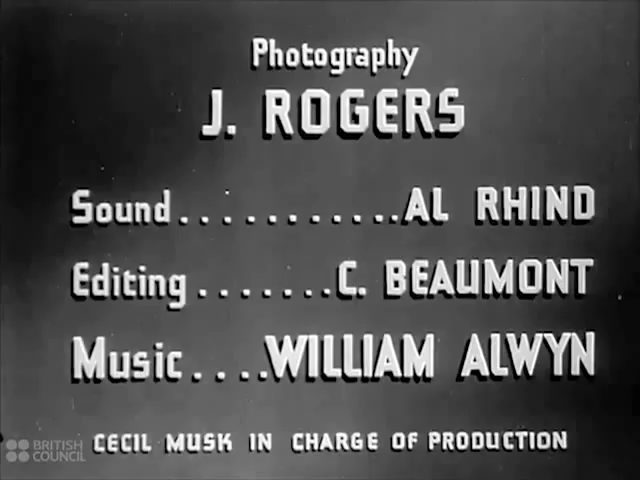 Photography
J. ROGERS
Sound............AL RHIND
Editing.......C. BEAUMONT
Music....WILLIAM ALWYN
CECIL MUSK IN CHARGE OF PRODUCTION
BRITISH
COUNCIL